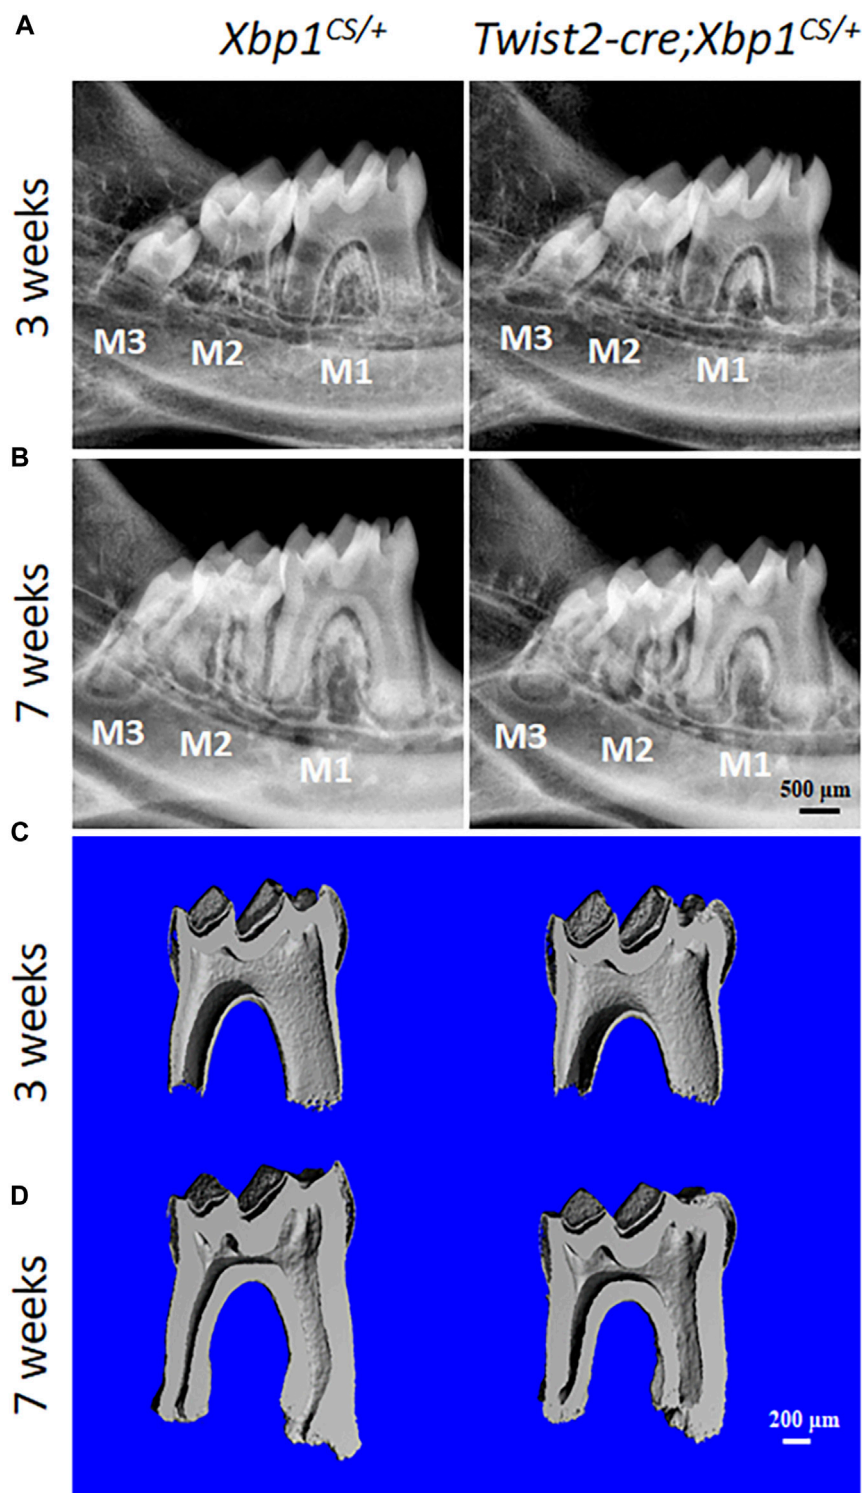 A
Xbp1CS/+
Twist2-cre;Xbp1CS/+
3 weeks
M3 M2 M1
M3 M2 M1
B
7 weeks
M3 M2 M1
M3 M2 M1
500 µm
C
3 weeks
D
7 weeks
200 µm